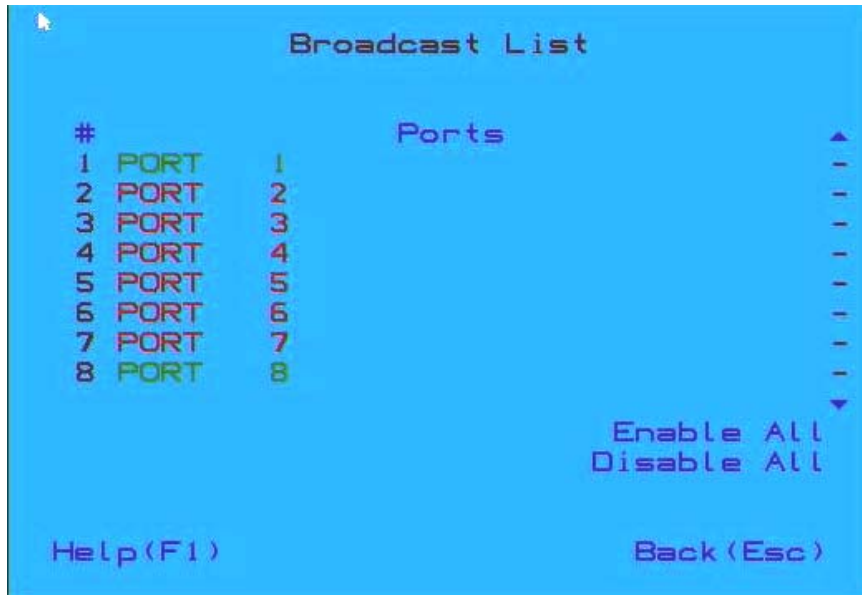 Broadcast List
# Ports
1 PORT 1 -
2 PORT 2 -
3 PORT 3 -
4 PORT 4 -
5 PORT 5 -
6 PORT 6 -
7 PORT 7 -
8 PORT 8 -
Enable All
Disable All
Help(F1) Back(Esc)